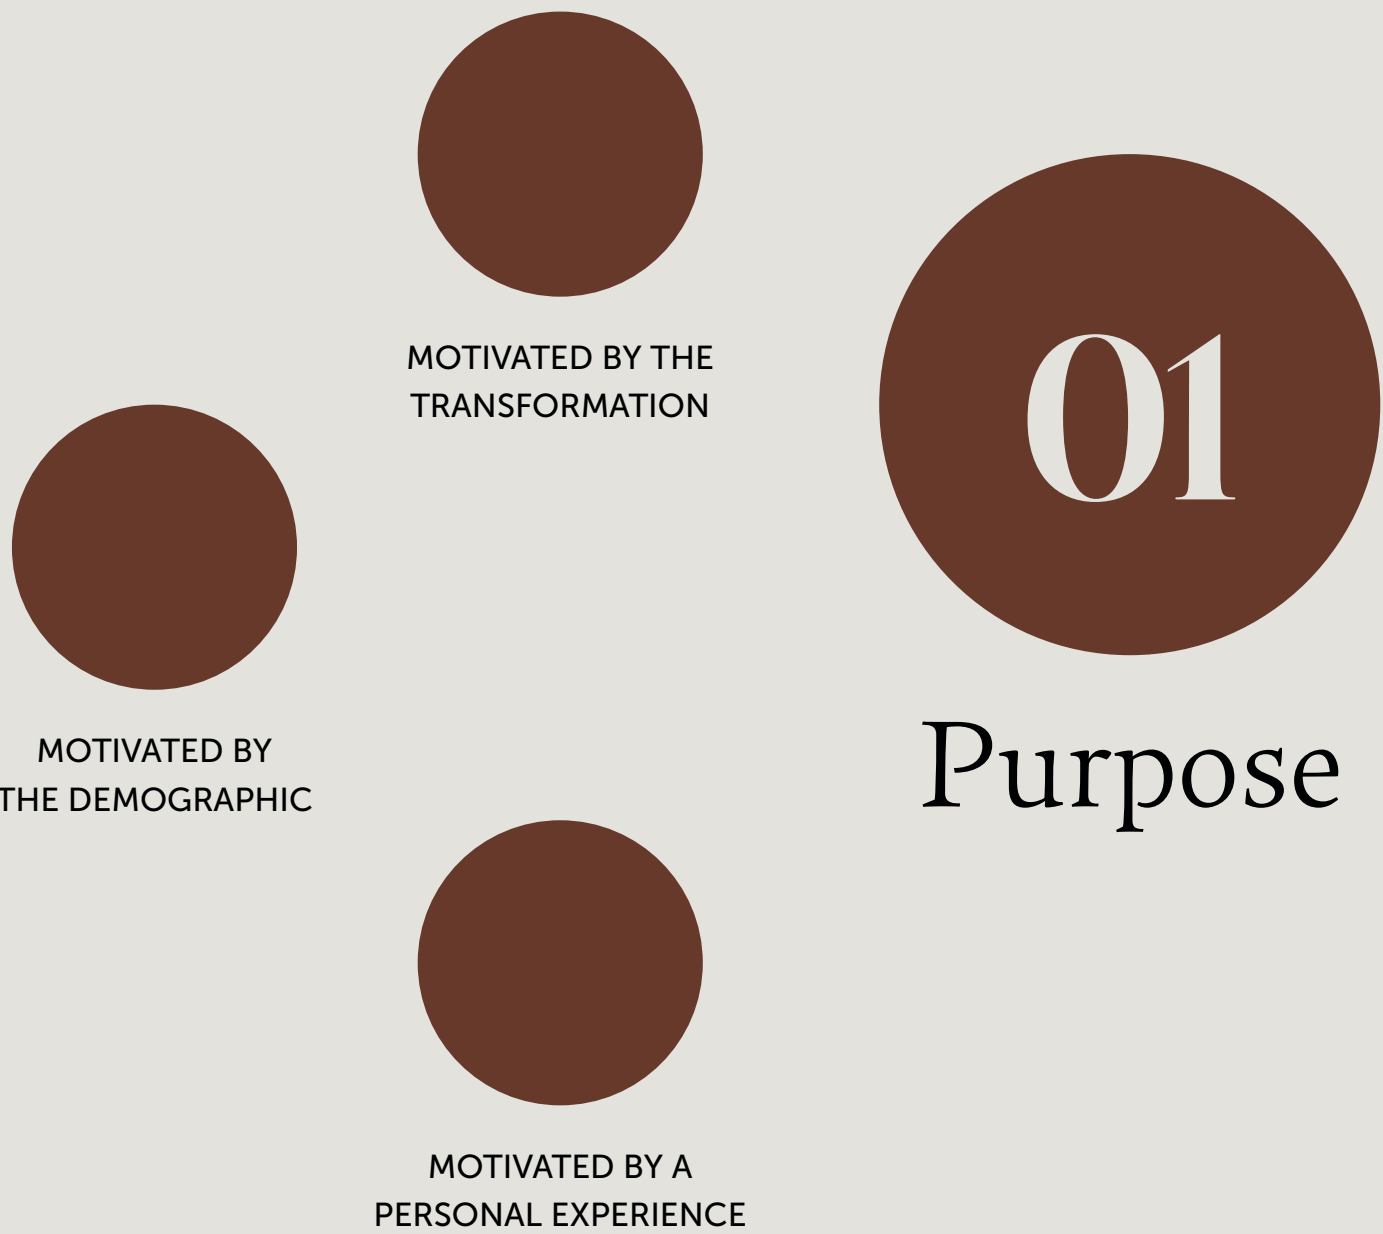 MOTIVATED BY THE
TRANSFORMATION
MOTIVATED BY
THE DEMOGRAPHIC
MOTIVATED BY A
PERSONAL EXPERIENCE
01
Purpose